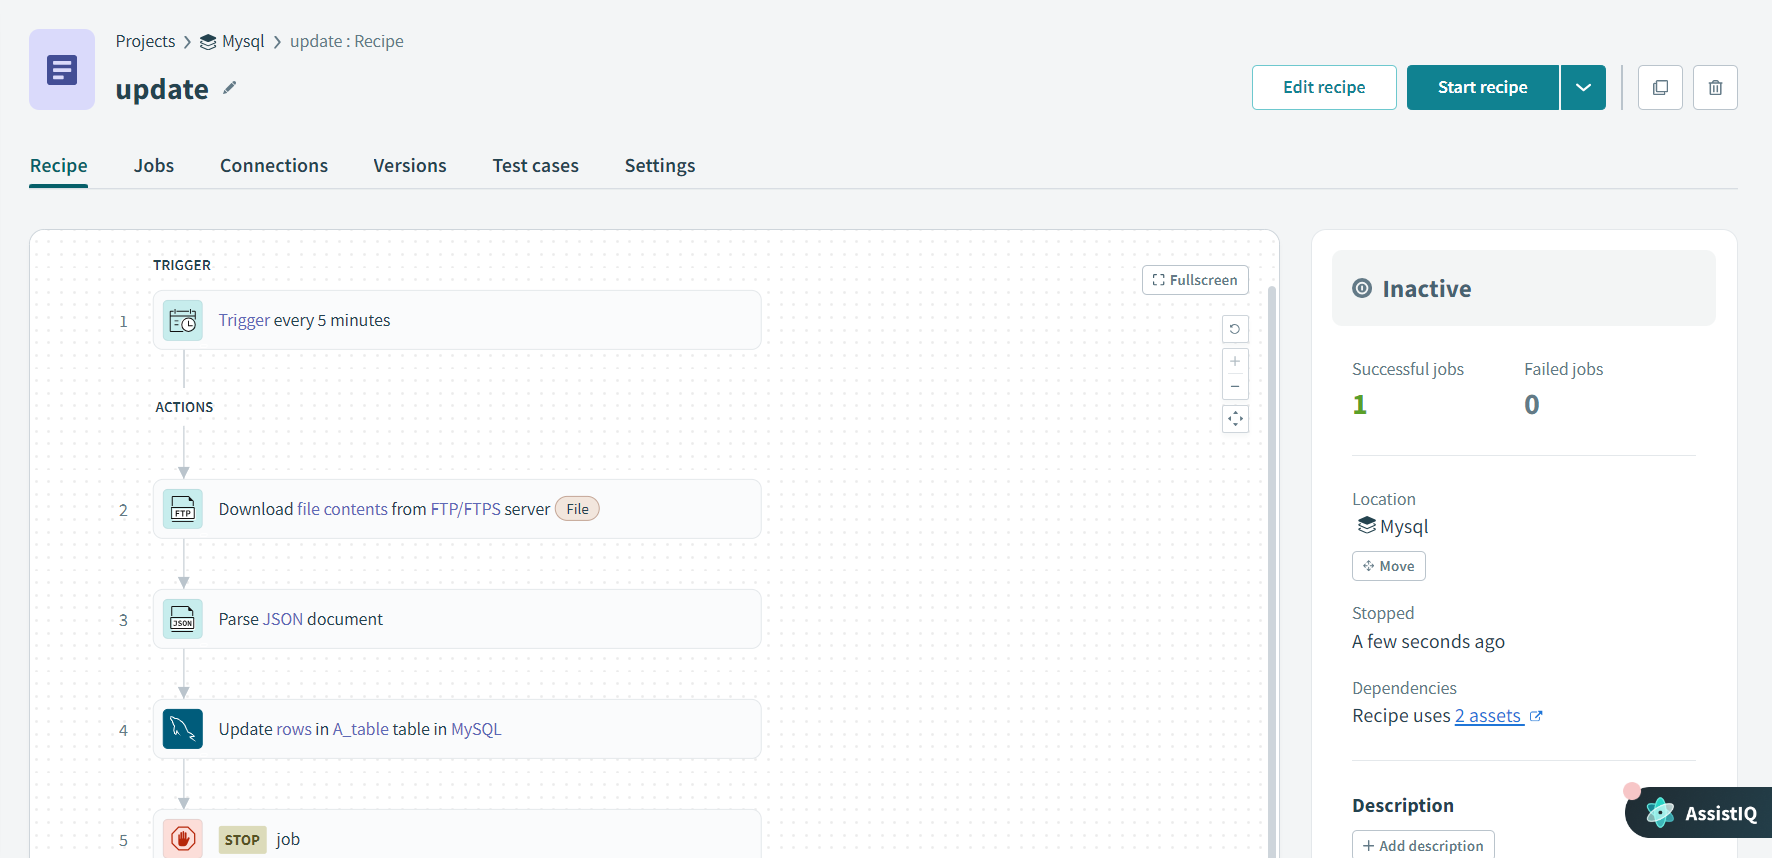 Projects > Mysql > update : Recipe
update
Edit recipe
Start recipe
Recipe
Jobs
Connections
Versions
Test cases
Settings
TRIGGER
Fullscreen
1
Trigger every 5 minutes
ACTIONS
2
FTP
Download file contents from FTP/FTPS server File
3
JSON
Parse JSON document
4
Update rows in A_table table in MySQL
5
STOP job
Inactive
Successful jobs
Failed jobs
1
0
Location
Mysql
Move
Stopped
A few seconds ago
Dependencies
Recipe uses 2 assets
Description
+ Add description
AssistIQ